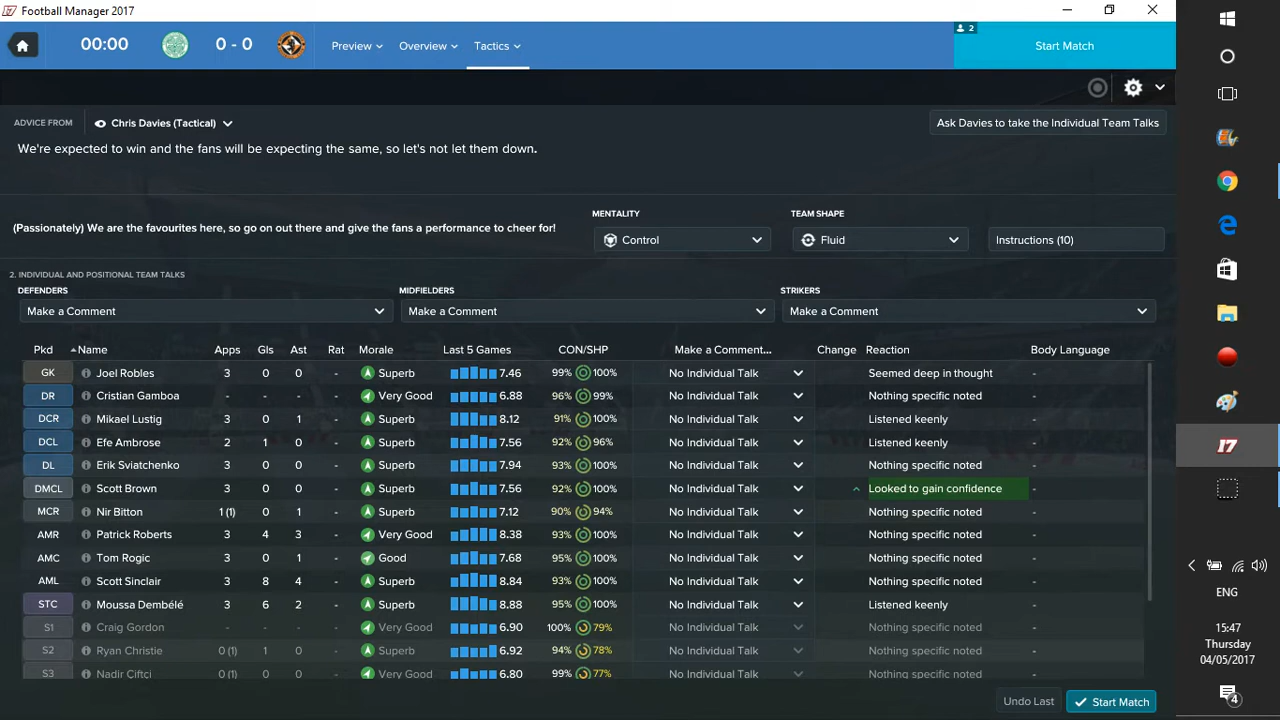 Football Manager 2017
00:00 0 - 0 Preview Overview Tactics 2 Start Match
ADVICE FROM Chris Davies (Tactical) Ask Davies to take the Individual Team Talks
We're expected to win and the fans will be expecting the same, so let's not let them down.
MENTALITY TEAM SHAPE
(Passionately) We are the favourites here, so go on out there and give the fans a performance to cheer for! Control Fluid Instructions (10)
2. INDIVIDUAL AND POSITIONAL TEAM TALKS
DEFENDERS MIDFIELDERS STRIKERS
Make a Comment Make a Comment Make a Comment
Pkd Name Apps Gls Ast Rat Morale Last 5 Games CON/SHP Make a Comment... Change Reaction Body Language
GK Joel Robles 3 0 0 - Superb 7.46 99% 100% No Individual Talk Seemed deep in thought -
DR Cristian Gamboa - - - - Very Good 6.88 96% 99% No Individual Talk Nothing specific noted -
DCR Mikael Lustig 3 0 1 - Superb 8.12 91% 100% No Individual Talk Listened keenly -
DCL Efe Ambrose 2 1 0 - Superb 7.56 92% 96% No Individual Talk Listened keenly -
DL Erik Sviatchenko 3 0 0 - Superb 7.94 93% 100% No Individual Talk Nothing specific noted -
DMCL Scott Brown 3 0 0 - Superb 7.56 92% 100% No Individual Talk Looked to gain confidence -
MCR Nir Bitton 1 (1) 0 1 - Superb 7.12 90% 94% No Individual Talk Nothing specific noted -
AMR Patrick Roberts 3 4 3 - Very Good 8.38 93% 100% No Individual Talk Nothing specific noted -
AMC Tom Rogic 3 0 1 - Good 7.68 95% 100% No Individual Talk Nothing specific noted -
AML Scott Sinclair 3 8 4 - Superb 8.84 93% 100% No Individual Talk Nothing specific noted -
STC Moussa Dembélé 3 6 2 - Superb 8.88 95% 100% No Individual Talk Listened keenly -
S1 Craig Gordon - - - - Very Good 6.90 100% 79% No Individual Talk Nothing specific noted -
S2 Ryan Christie 0 (1) 1 0 - Superb 6.92 94% 78% No Individual Talk Nothing specific noted -
S3 Nadir Ciftçi 0 (1) 0 0 - Very Good 6.80 99% 77% No Individual Talk Nothing specific noted -
Undo Last Start Match
17
ENG
15:47
Thursday
04/05/2017
4